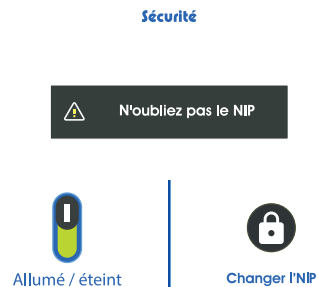 Sécurité
N'oubliez pas le NIP
Allumé / éteint
Changer l'NIP